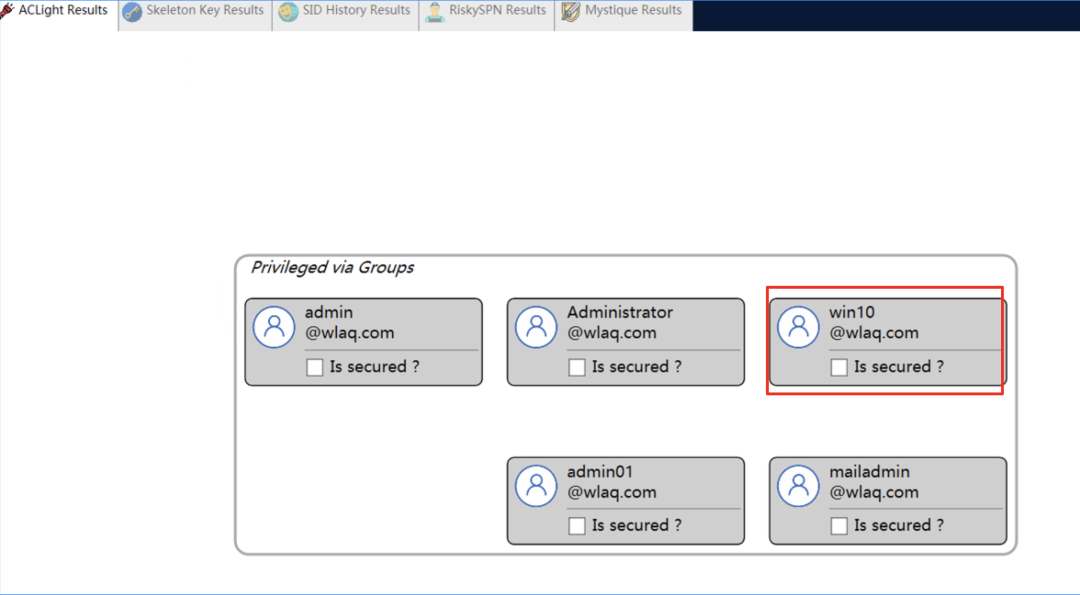 ACLight Results
Skeleton Key Results
SID History Results
RiskySPN Results
Mystique Results
Privileged via Groups
admin
@wlaq.com
Is secured ?
Administrator
@wlaq.com
Is secured ?
win10
@wlaq.com
Is secured ?
admin01
@wlaq.com
Is secured ?
mailadmin
@wlaq.com
Is secured ?